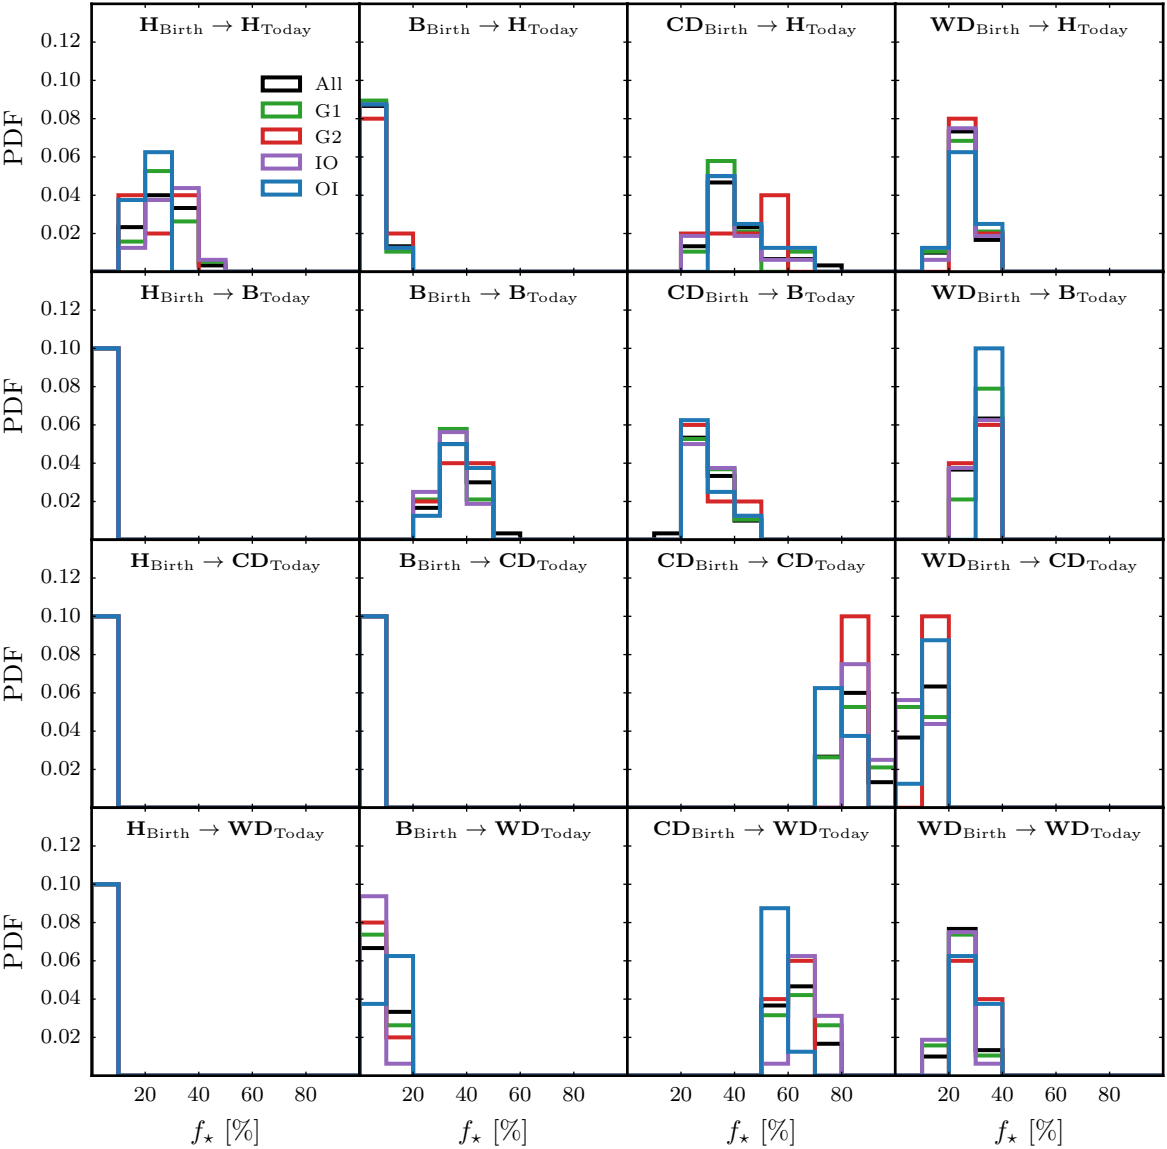 H_Birth → H_Today B_Birth → H_Today CD_Birth → H_Today WD_Birth → H_Today
0.12
0.10
0.08
0.06
0.04
0.02
PDF
All
G1
G2
IO
OI
H_Birth → B_Today B_Birth → B_Today CD_Birth → B_Today WD_Birth → B_Today
0.12
0.10
0.08
0.06
0.04
0.02
PDF
H_Birth → CD_Today B_Birth → CD_Today CD_Birth → CD_Today WD_Birth → CD_Today
0.12
0.10
0.08
0.06
0.04
0.02
PDF
H_Birth → WD_Today B_Birth → WD_Today CD_Birth → WD_Today WD_Birth → WD_Today
0.12
0.10
0.08
0.06
0.04
0.02
PDF
20 40 60 80 20 40 60 80 20 40 60 80 20 40 60 80
f⋆ [%] f⋆ [%] f⋆ [%] f⋆ [%]